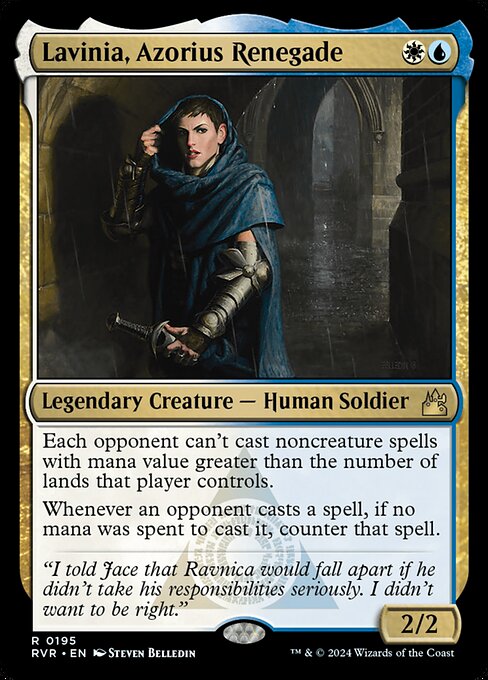 Lavinia, Azorius Renegade
BELLEDIN
Legendary Creature — Human Soldier
Each opponent can't cast noncreature spells
with mana value greater than the number of
lands that player controls.
Whenever an opponent casts a spell, if no
mana was spent to cast it, counter that spell.
“I told Jace that Ravnica would fall apart if he
didn't take his responsibilities seriously. I didn't
want to be right.”
2/2
R 0195
RVR • EN Steven Belledin
™ & © 2024 Wizards of the Coast